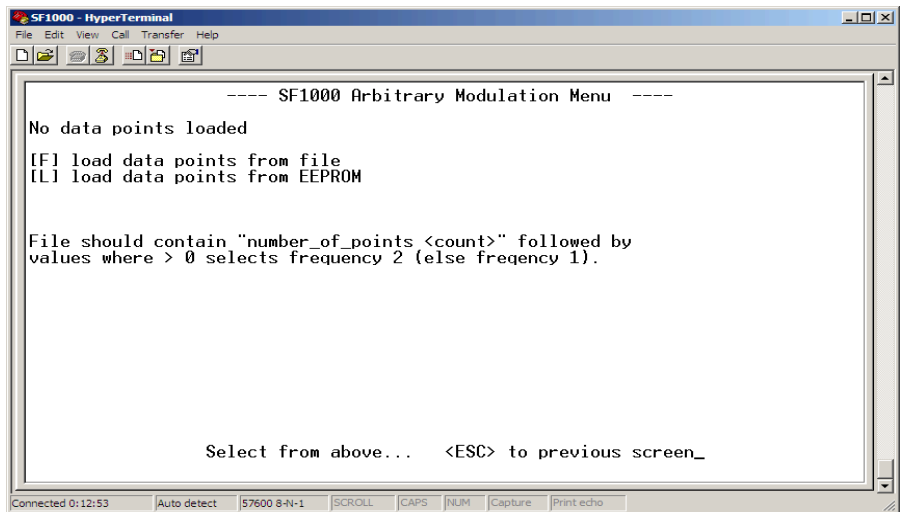 SF1000 - HyperTerminal
File Edit View Call Transfer Help
---- SF1000 Arbitrary Modulation Menu ----
No data points loaded
[F] load data points from file
[L] load data points from EEPROM
File should contain "number_of_points <count>" followed by
values where > 0 selects frequency 2 (else freqency 1).
Select from above... <ESC> to previous screen_
Connected 0:12:53 Auto detect 57600 8-N-1 SCROLL CAPS NUM Capture Print echo